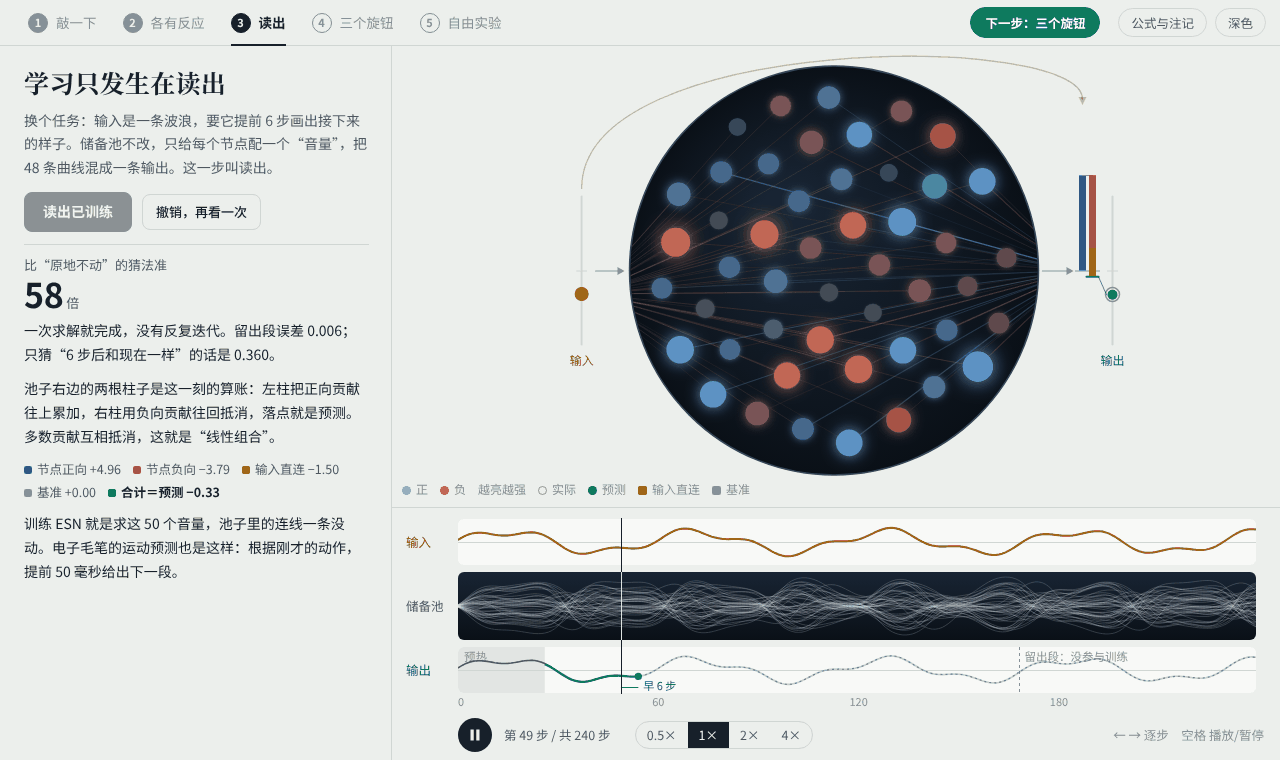 1 敲一下 2 各有反应 3 读出 4 三个旋钮 5 自由实验 下一步：三个旋钮 公式与注记 深色
学习只发生在读出
换个任务：输入是一条波浪，要它提前 6 步画出接下来
的样子。储备池不改，只给每个节点配一个“音量”，把
48 条曲线混成一条输出。这一步叫读出。
读出已训练 撤销，再看一次
比“原地不动”的猜法准
58 倍
一次求解就完成，没有反复迭代。留出段误差 0.006；
只猜“6 步后和现在一样”的话是 0.360。
池子右边的两根柱子是这一刻的算账：左柱把正向贡献
往上累加，右柱用负向贡献往回抵消，落点就是预测。
多数贡献互相抵消，这就是“线性组合”。
节点正向 +4.96 节点负向 −3.79 输入直连 −1.50
基准 +0.00 合计＝预测 −0.33
训练 ESN 就是求这 50 个音量，池子里的连线一条没
动。电子毛笔的运动预测也是这样：根据刚才的动作，
提前 50 毫秒给出下一段。
输入 输出
正 负 越亮越强 实际 预测 输入直连 基准
输入
储备池
输出 预热 留出段：没参与训练
早 6 步
0 60 120 180
第 49 步 / 共 240 步 0.5× 1× 2× 4× ←→ 逐步 空格 播放/暂停